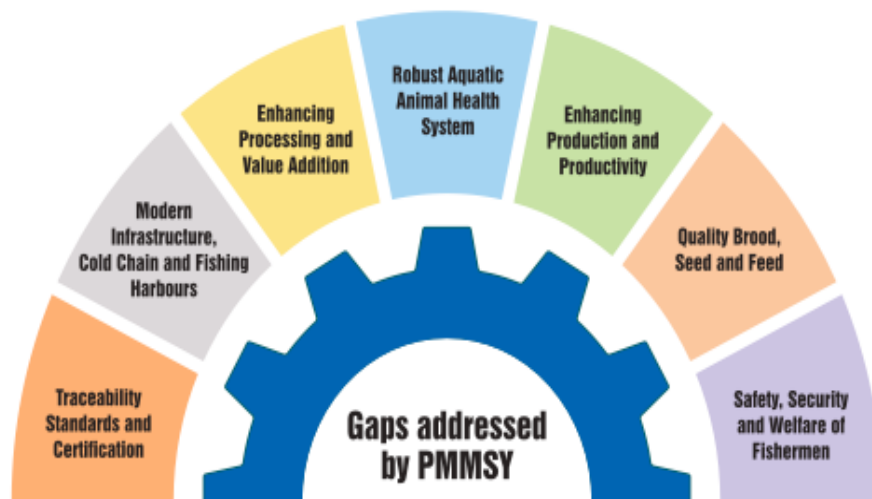 Traceability
Standards and
Certification
Modern
Infrastructure,
Cold Chain and Fishing
Harbours
Enhancing
Processing and
Value Addition
Robust Aquatic
Animal Health
System
Enhancing
Production and
Productivity
Quality Brood,
Seed and Feed
Safety, Security
and Welfare of
Fishermen
Gaps addressed
by PMMSY